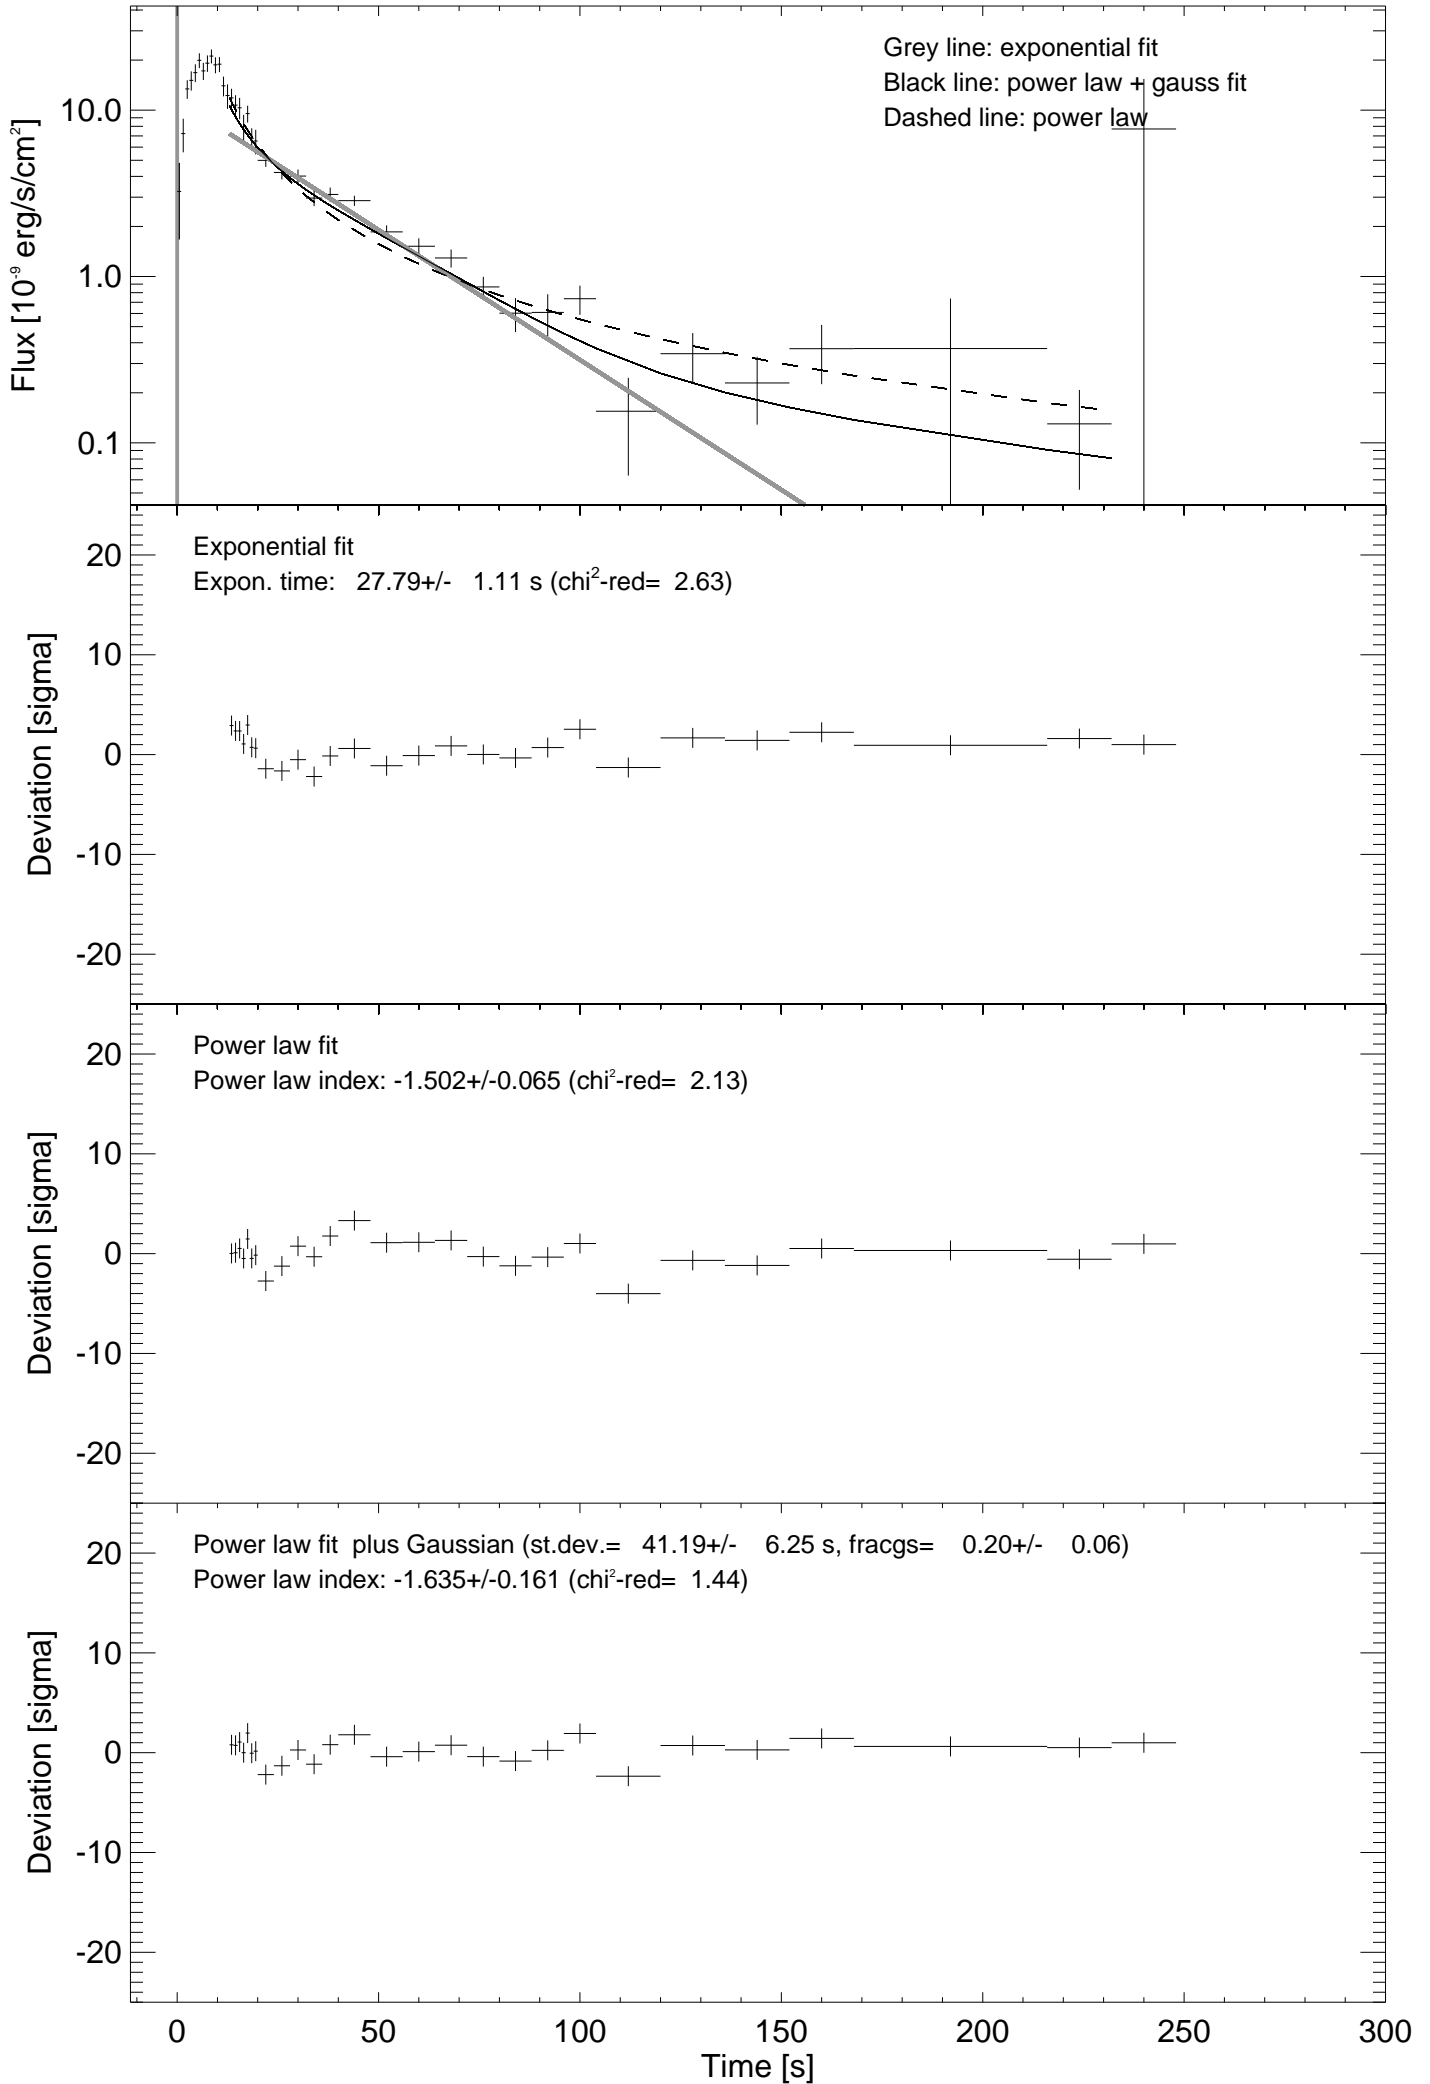 Grey line: exponential fit
Black line: power law + gauss fit
Dashed line: power law
10.0
1.0
0.1
Flux [10⁻⁹ erg/s/cm²]
Exponential fit
Expon. time: 27.79+/- 1.11 s (chi²-red= 2.63)
20
10
0
-10
-20
Deviation [sigma]
Power law fit
Power law index: -1.502+/-0.065 (chi²-red= 2.13)
20
10
0
-10
-20
Deviation [sigma]
Power law fit plus Gaussian (st.dev.= 41.19+/- 6.25 s, fracgs= 0.20+/- 0.06)
Power law index: -1.635+/-0.161 (chi²-red= 1.44)
20
10
0
-10
-20
Deviation [sigma]
0 50 100 150 200 250 300
Time [s]